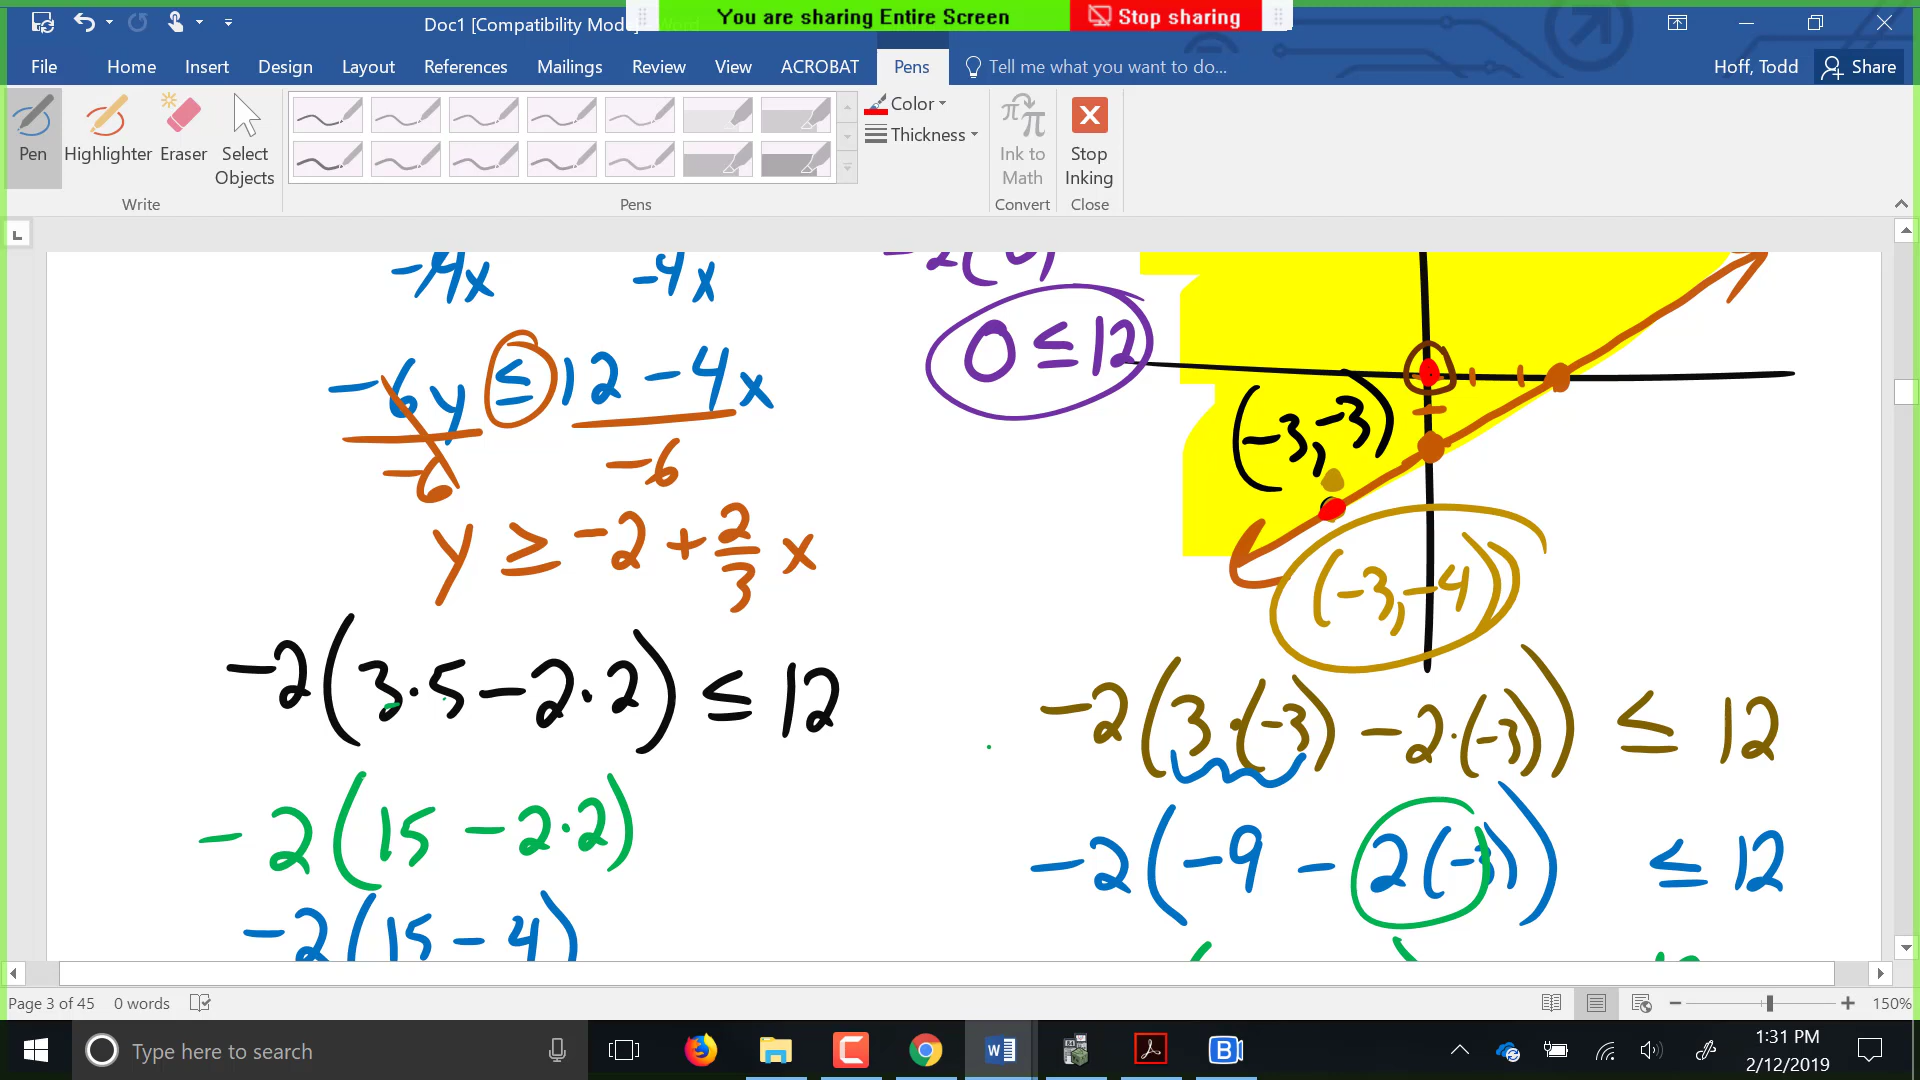 Doc1 [Compatibility Mod
You are sharing Entire Screen
Stop sharing
File Home Insert Design Layout References Mailings Review View ACROBAT Pens Tell me what you want to do... Hoff, Todd Share
Pen Highlighter Eraser Select Objects
Color
Thickness
Ink to Math
Stop Inking
Write Pens Convert Close
-4x -4x
-6y ≤ 12 - 4x
-6 -6
y ≥ -2 + 2/3 x
0 ≤ 12
(-3,-3)
(-3,-4)
-2(3·5 - 2·2) ≤ 12
-2(15 - 2·2)
-2(15 - 4)
-2(3·(-3) - 2·(-3)) ≤ 12
-2(-9 - 2(-3)) ≤ 12
Page 3 of 45 0 words 150%
Type here to search
1:31 PM
2/12/2019